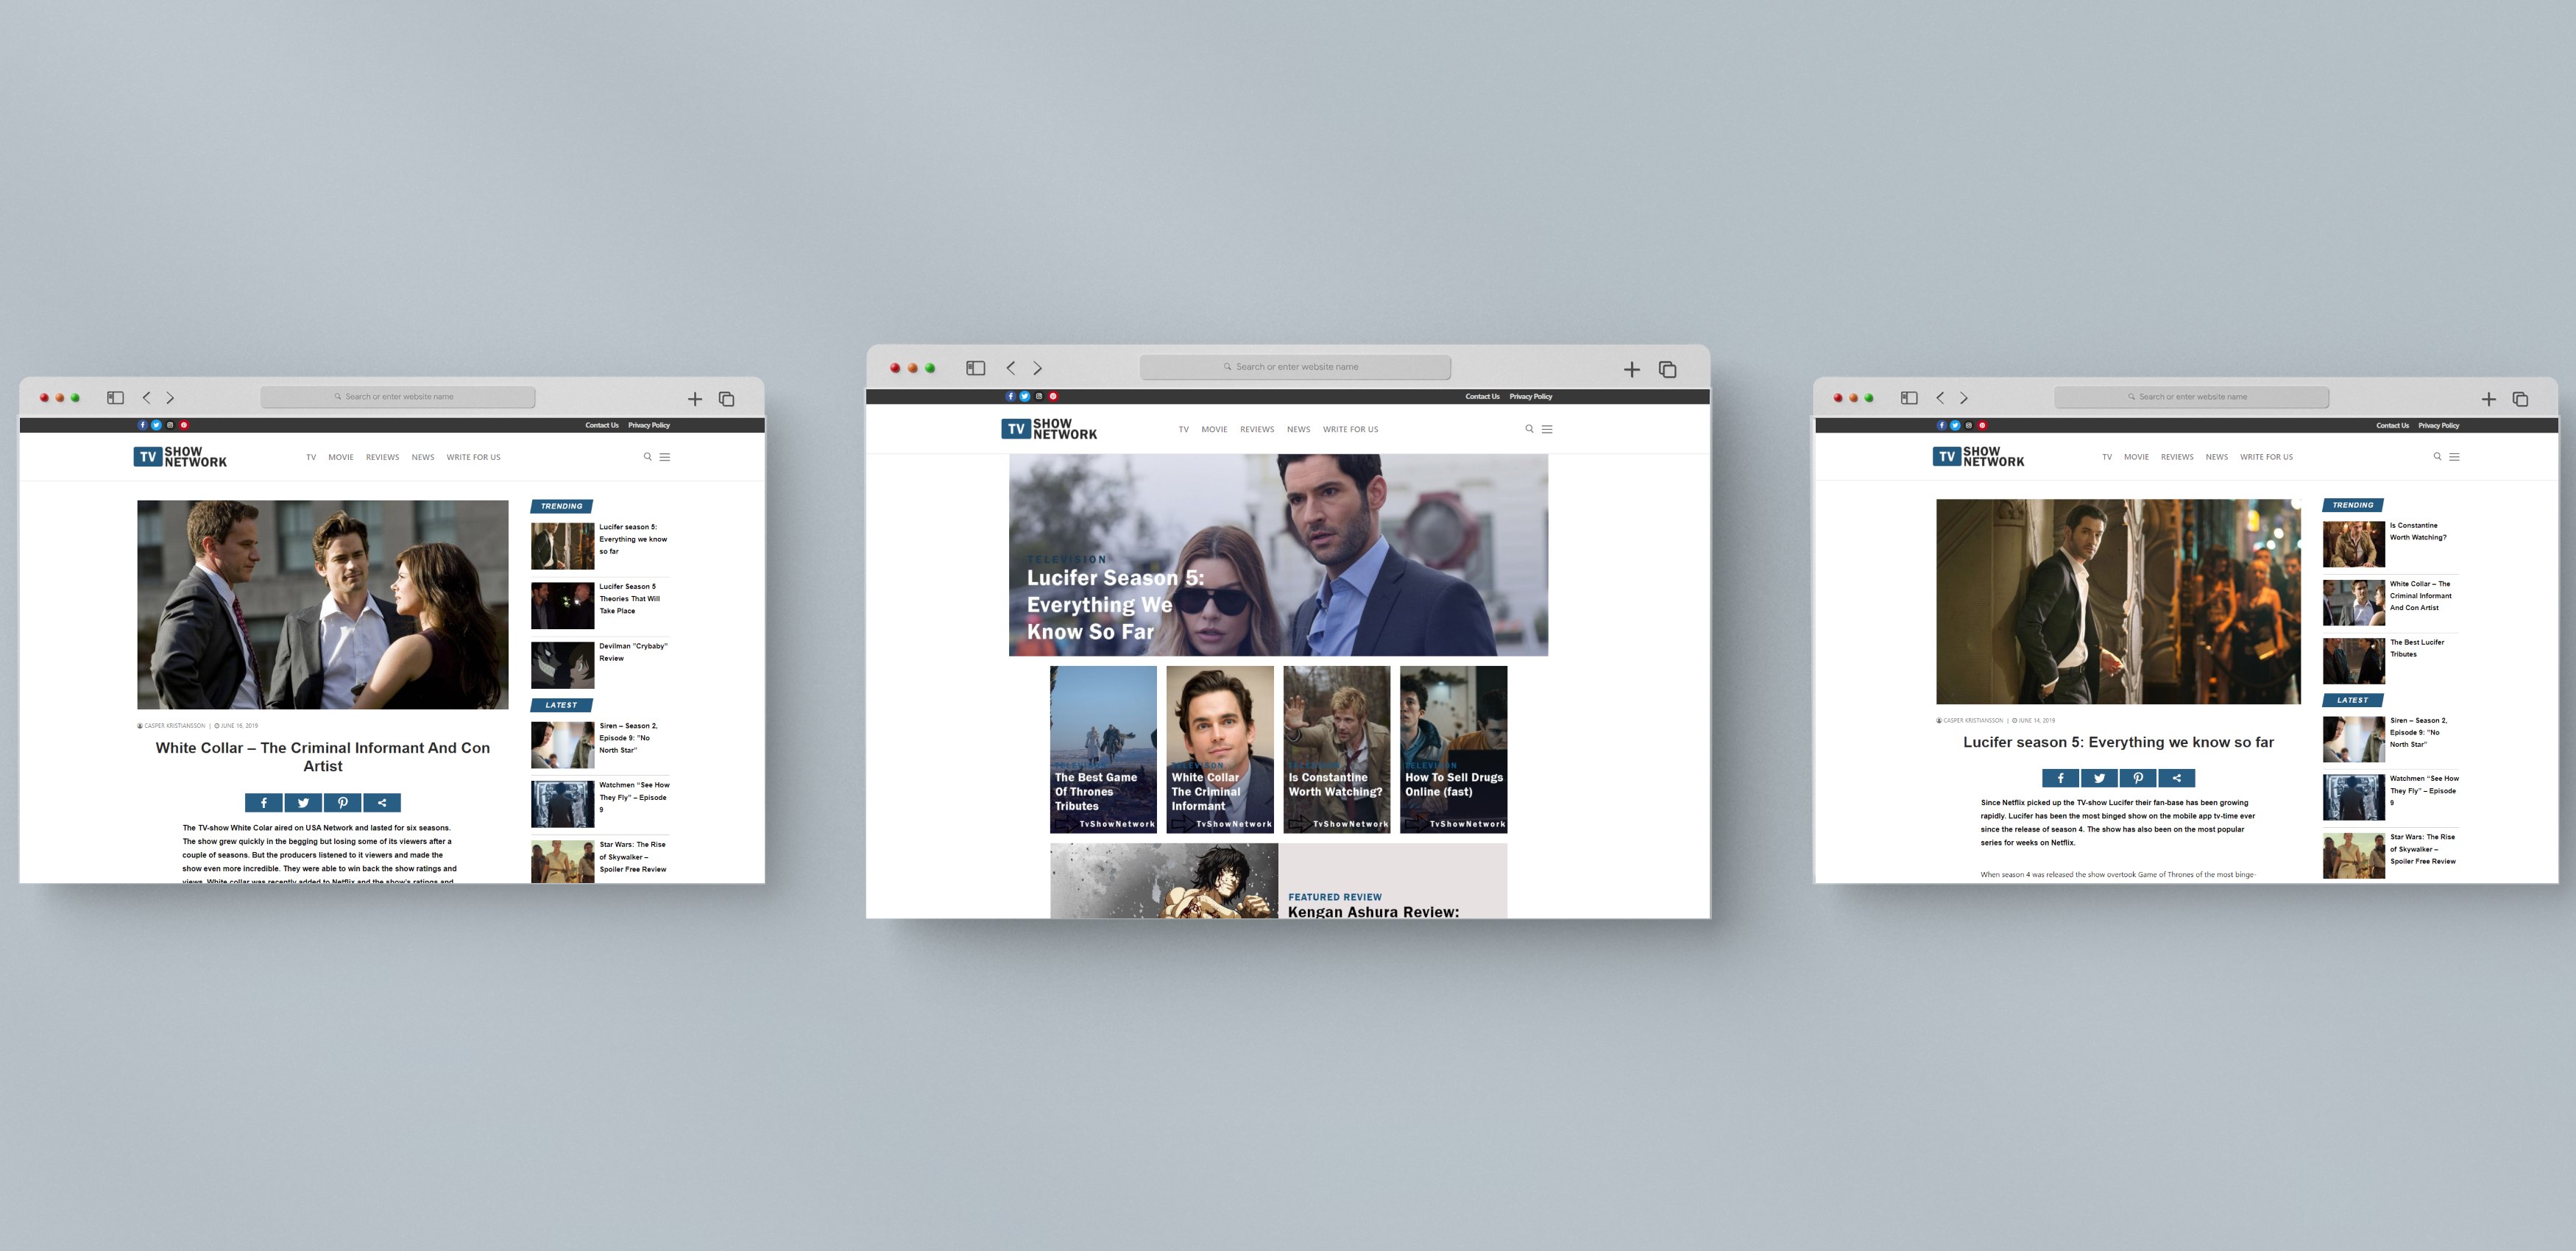 Search or enter website name
Contact Us Privacy Policy
TV SHOW
NETWORK
TV MOVIE REVIEWS NEWS WRITE FOR US
CASPER KRISTIANSSON | JUNE 16, 2019
White Collar – The Criminal Informant And Con
Artist
The TV-show White Colar aired on USA Network and lasted for six seasons.
The show grew quickly in the begging but losing some of its viewers after a
couple of seasons. But the producers listened to it viewers and made the
show even more incredible. They were able to win back the show ratings and
views. White collar was recently added to Netflix and the show's ratings and
TRENDING
Lucifer season 5:
Everything we know
so far
Lucifer Season 5
Theories That Will
Take Place
Devilman "Crybaby"
Review
LATEST
Siren – Season 2,
Episode 9: "No
North Star"
Watchmen "See How
They Fly" – Episode
9
Star Wars: The Rise
of Skywalker –
Spoiler Free Review
Search or enter website name
Contact Us Privacy Policy
TV SHOW
NETWORK
TV MOVIE REVIEWS NEWS WRITE FOR US
TELEVISION
Lucifer Season 5:
Everything We
Know So Far
TELEVISION
The Best Game
Of Thrones
Tributes
TvShowNetwork
TELEVISON
White Collar
The Criminal
Informant
TvShowNetwork
Is Constantine
Worth Watching?
TvShowNetwork
TELEVISION
How To Sell Drugs
Online (fast)
TvShowNetwork
FEATURED REVIEW
Kengan Ashura Review:
Search or enter website name
Contact Us Privacy Policy
TV SHOW
NETWORK
TV MOVIE REVIEWS NEWS WRITE FOR US
CASPER KRISTIANSSON | JUNE 14, 2019
Lucifer season 5: Everything we know so far
Since Netflix picked up the TV-show Lucifer their fan-base has been growing
rapidly. Lucifer has been the most binged show on the mobile app tv-time ever
since the release of season 4. The show has also been on the most popular
series for weeks on Netflix.
When season 4 was released the show overtook Game of Thrones of the most binge-
TRENDING
Is Constantine
Worth Watching?
White Collar – The
Criminal Informant
And Con Artist
The Best Lucifer
Tributes
LATEST
Siren – Season 2,
Episode 9: "No
North Star"
Watchmen "See How
They Fly" – Episode
9
Star Wars: The Rise
of Skywalker –
Spoiler Free Review